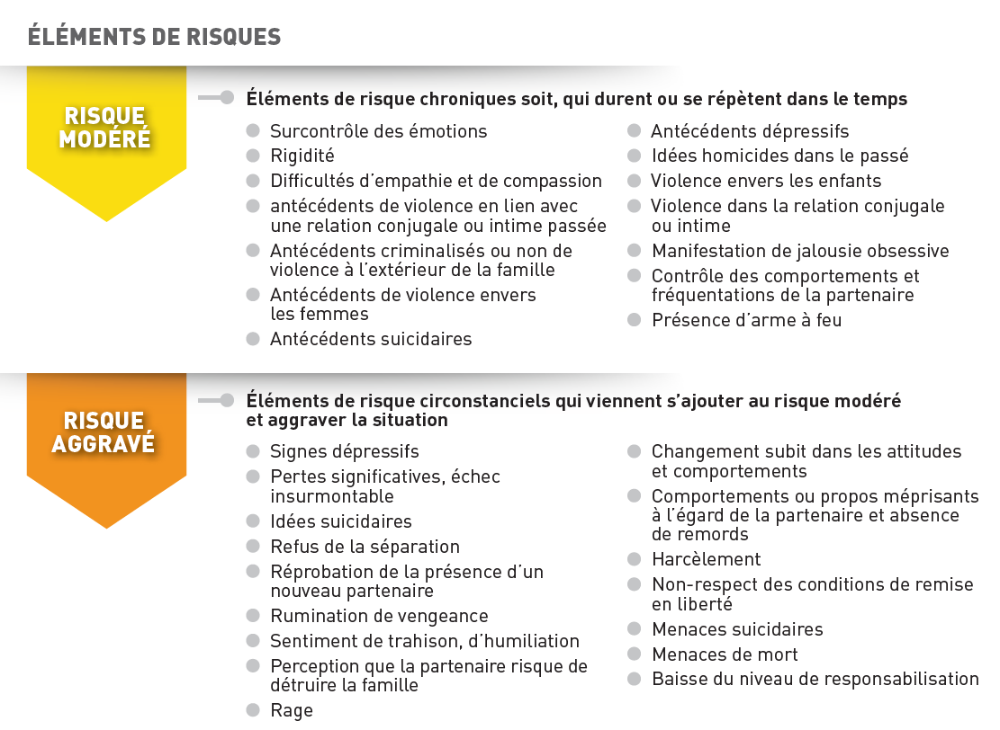 ÉLÉMENTS DE RISQUES
RISQUE
MODÉRÉ
Éléments de risque chroniques soit, qui durent ou se répètent dans le temps
Surcontrôle des émotions
Rigidité
Difficultés d’empathie et de compassion
antécédents de violence en lien avec
une relation conjugale ou intime passée
Antécédents criminalisés ou non de
violence à l’extérieur de la famille
Antécédents de violence envers
les femmes
Antécédents suicidaires
Antécédents dépressifs
Idées homicides dans le passé
Violence envers les enfants
Violence dans la relation conjugale
ou intime
Manifestation de jalousie obsessive
Contrôle des comportements et
fréquentations de la partenaire
Présence d’arme à feu
RISQUE
AGGRAVÉ
Éléments de risque circonstanciels qui viennent s’ajouter au risque modéré
et aggraver la situation
Signes dépressifs
Pertes significatives, échec
insurmontable
Idées suicidaires
Refus de la séparation
Réprobation de la présence d’un
nouveau partenaire
Rumination de vengeance
Sentiment de trahison, d’humiliation
Perception que la partenaire risque de
détruire la famille
Rage
Changement subit dans les attitudes
et comportements
Comportements ou propos méprisants
à l’égard de la partenaire et absence
de remords
Harcèlement
Non-respect des conditions de remise
en liberté
Menaces suicidaires
Menaces de mort
Baisse du niveau de responsabilisation